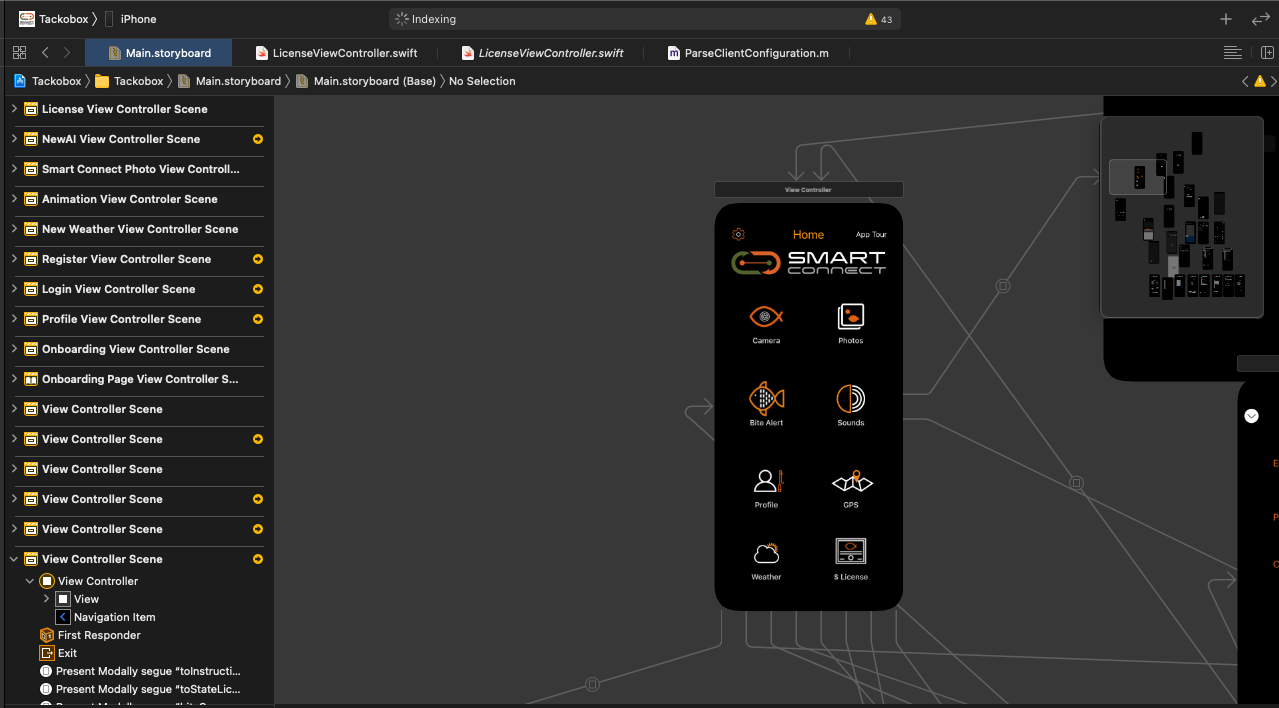 Tackobox
iPhone
Indexing
43
Main.storyboard
LicenseViewController.swift
LicenseViewController.swift
ParseClientConfiguration.m
Tackobox
Tackobox
Main.storyboard
Main.storyboard (Base)
No Selection
License View Controller Scene
NewAI View Controller Scene
Smart Connect Photo View Controll...
Animation View Controler Scene
New Weather View Controller Scene
Register View Controller Scene
Login View Controller Scene
Profile View Controller Scene
Onboarding View Controller Scene
Onboarding Page View Controller S...
View Controller Scene
View Controller Scene
View Controller Scene
View Controller Scene
View Controller Scene
View Controller Scene
View Controller
View
Navigation Item
First Responder
Exit
Present Modally segue “toInstructi...
Present Modally segue “toStateLic...
View Controller
Home
App Tour
SMART
CONNECT
Camera
Photos
Bite Alert
Sounds
Profile
GPS
Weather
$ License